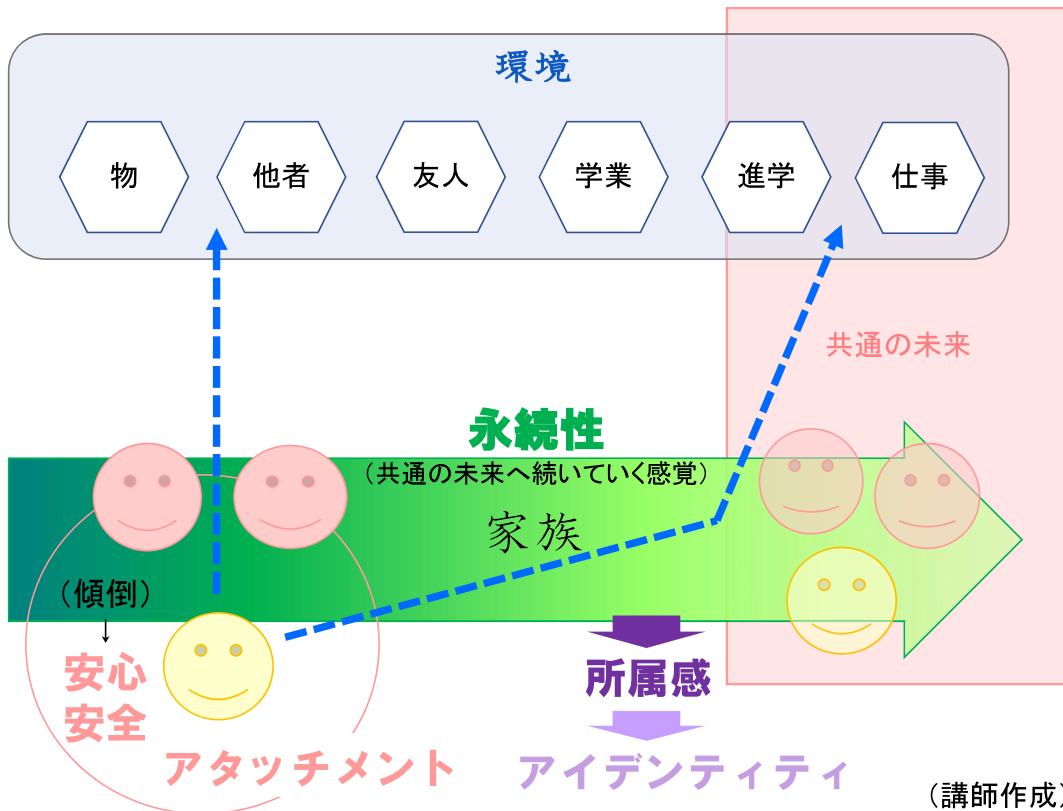 環境
物
他者
友人
学業
進学
仕事
共通の未来
永続性
（共通の未来へ続いていく感覚）
家族
（傾倒）
安心
安全
所属感
アタッチメント
アイデンティティ
（講師作成）